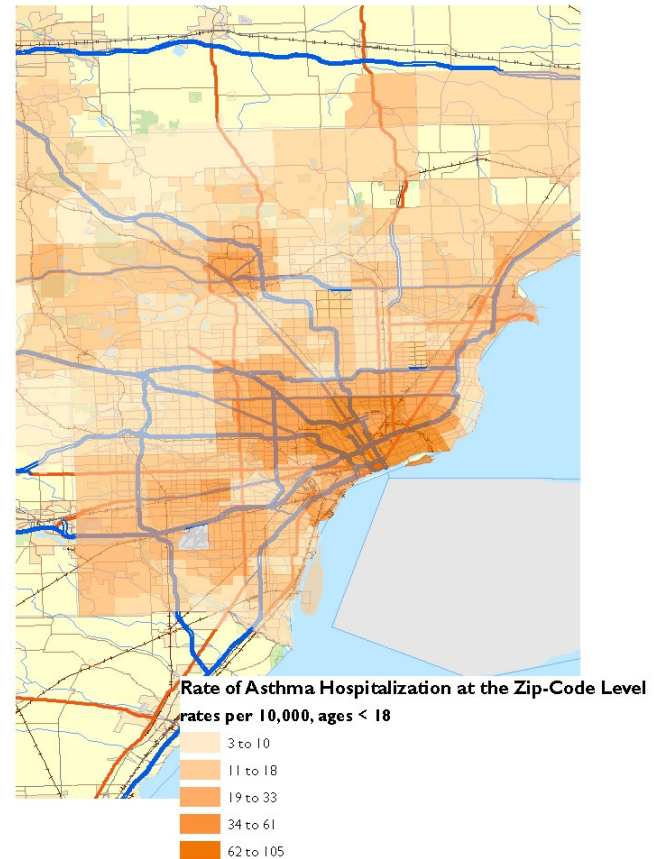 Rate of Asthma Hospitalization at the Zip-Code Level
rates per 10,000, ages < 18
3 to 10
11 to 18
19 to 33
34 to 61
62 to 105